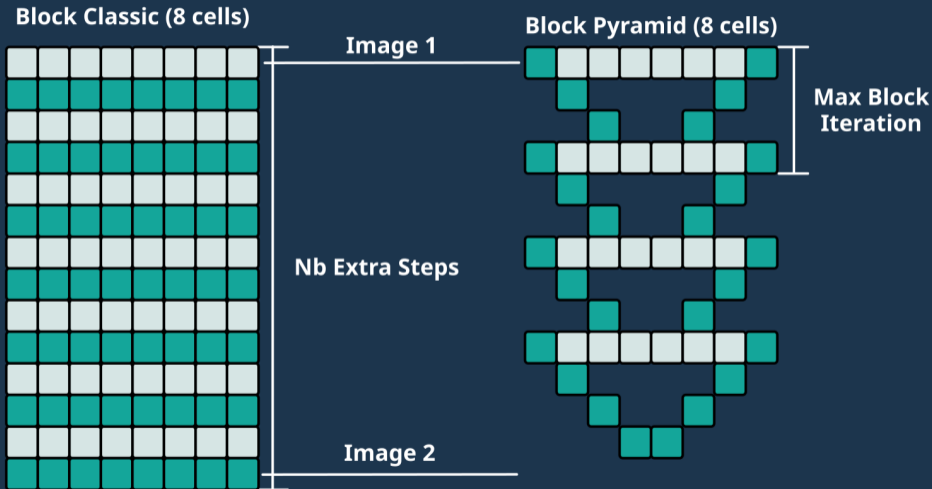 Block Classic (8 cells)
Image 1
Block Pyramid (8 cells)
Max Block
Iteration
Nb Extra Steps
Image 2